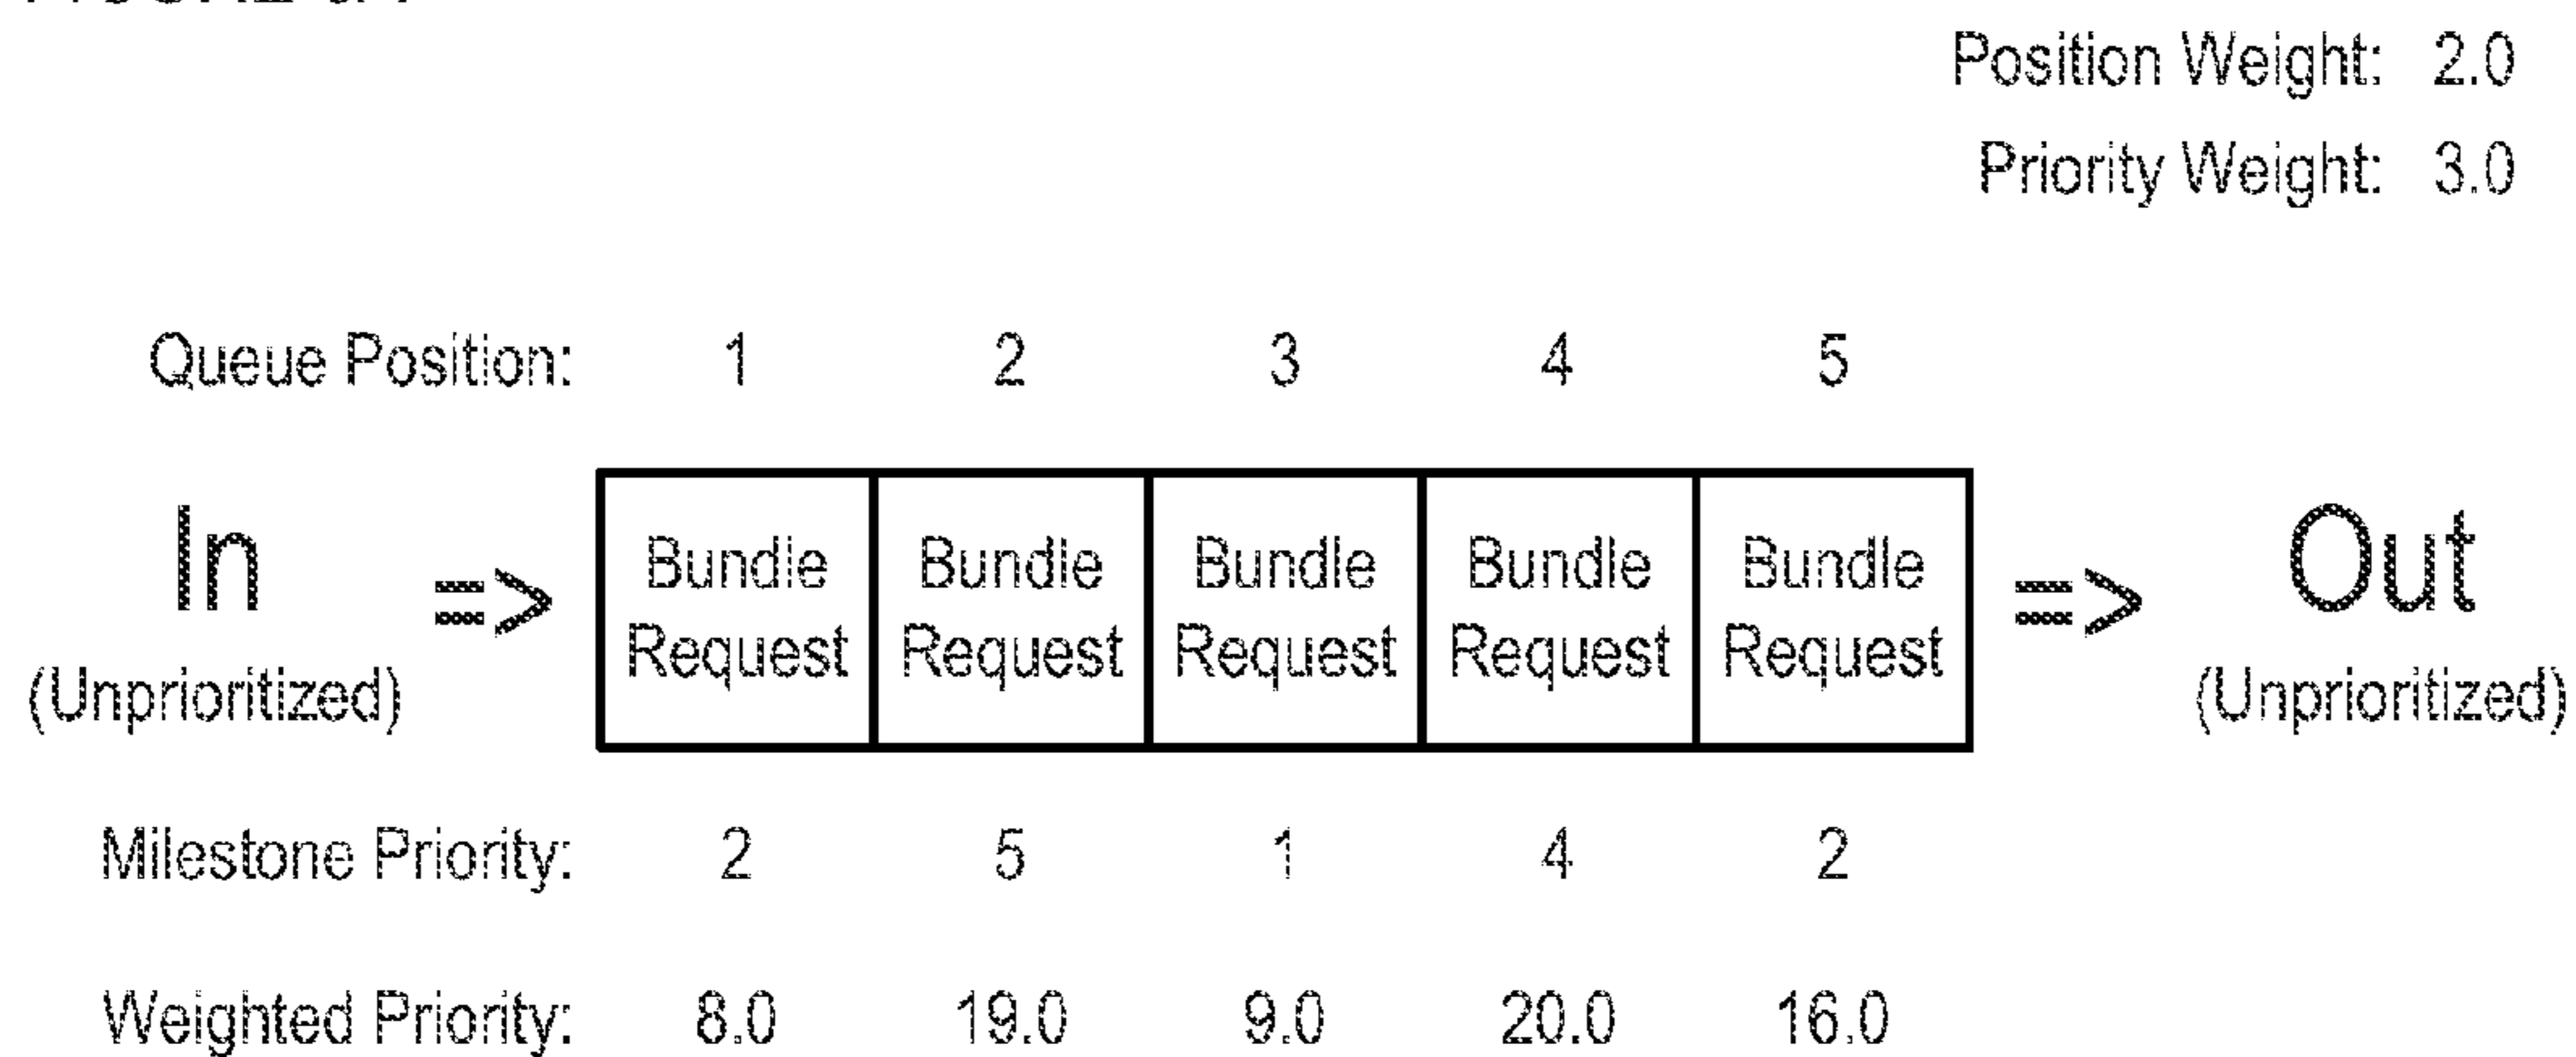 Position Weight: 2.0
Priority Weight: 3.0
Queue Position: 1 2 3 4 5
In => Bundle Bundle Bundle Bundle Bundle => Out
Request Request Request Request Request
(Unprioritized) (Unprioritized)
Milestone Priority: 2 5 1 4 2
Weighted Priority: 8.0 19.0 9.0 20.0 16.0